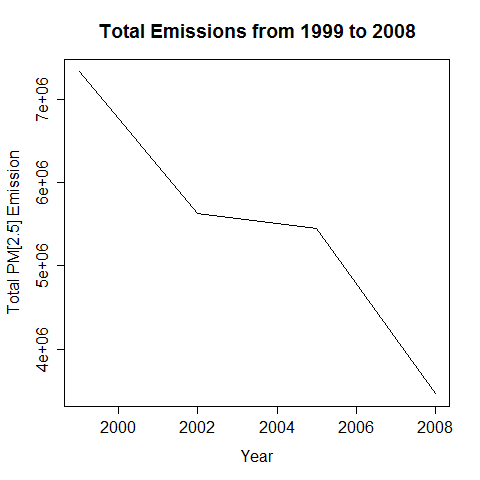 Total Emissions from 1999 to 2008
Total PM[2.5] Emission
7e+06
6e+06
5e+06
4e+06
2000 2002 2004 2006 2008
Year